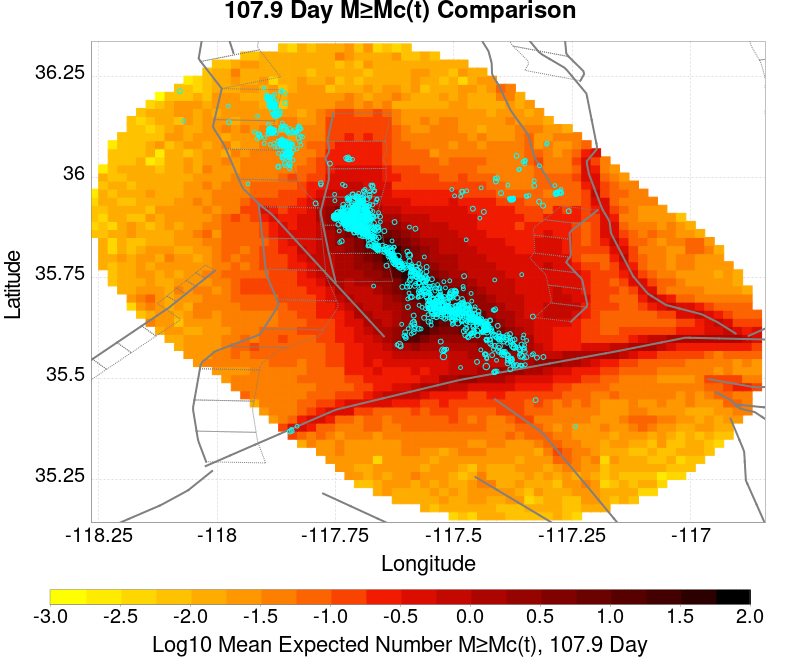 107.9 Day M≥Mc(t) Comparison
36.25
36
35.75
35.5
35.25
Latitude
-118.25 -118 -117.75 -117.5 -117.25 -117
Longitude
-3.0 -2.5 -2.0 -1.5 -1.0 -0.5 0.0 0.5 1.0 1.5 2.0
Log10 Mean Expected Number M≥Mc(t), 107.9 Day